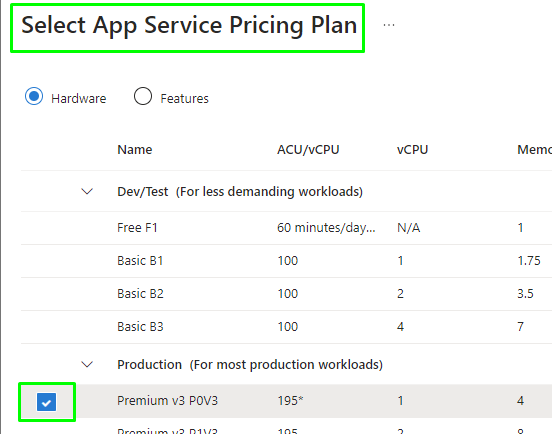 Select App Service Pricing Plan ...
Hardware Features
Name ACU/vCPU vCPU Memo
Dev/Test (For less demanding workloads)
Free F1 60 minutes/day... N/A 1
Basic B1 100 1 1.75
Basic B2 100 2 3.5
Basic B3 100 4 7
Production (For most production workloads)
Premium v3 P0V3 195* 1 4
Premium v3 P1V3 195 2 8